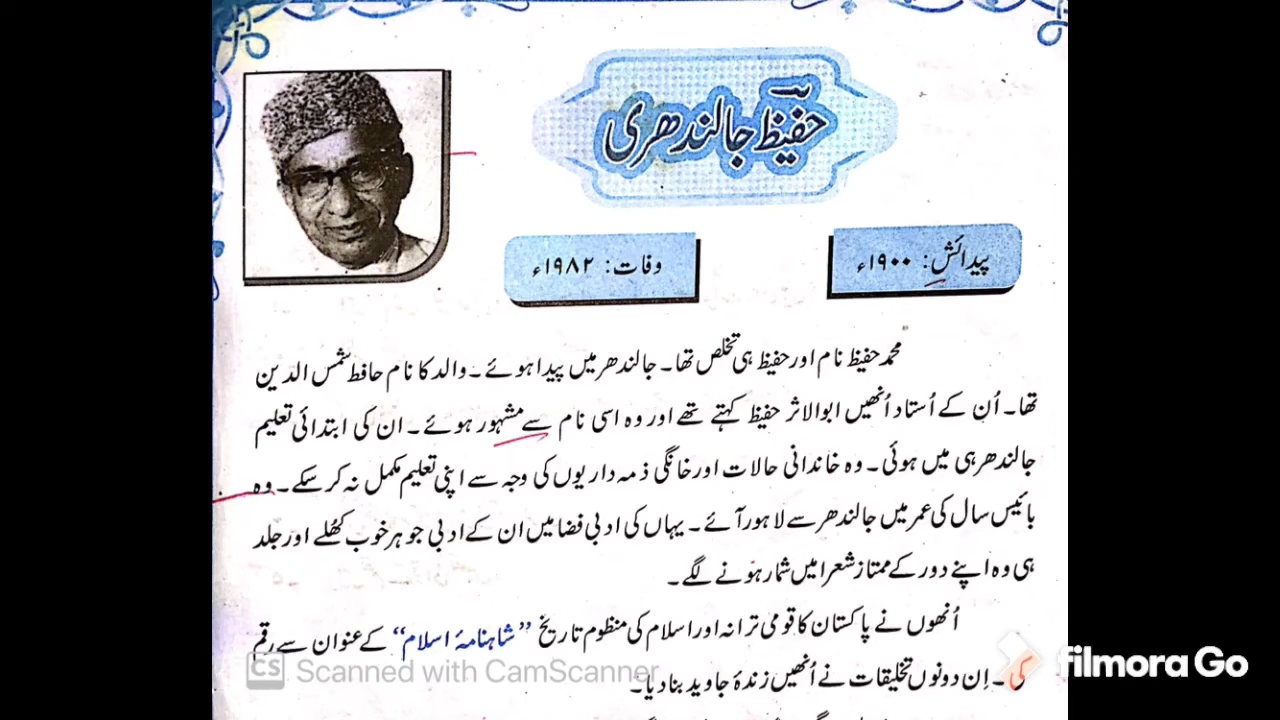 حفیظ جالندھری
پیدائش: ۱۹۰۰ء
وفات: ۱۹۸۲ء
محمد حفیظ نام اور حفیظ ہی تخلص تھا۔ جالندھر میں پیدا ہوئے۔ والد کا نام حافظ شمس الدین
تھا۔ اُن کے اُستاد اُنھیں ابوالاثر حفیظ کہتے تھے اور وہ اسی نام سے مشہور ہوئے۔ ان کی ابتدائی تعلیم
جالندھر ہی میں ہوئی۔ وہ خاندانی حالات اور خانگی ذمہ داریوں کی وجہ سے اپنی تعلیم مکمل نہ کر سکے۔ وہ
بائیس سال کی عمر میں جالندھر سے لاہور آئے۔ یہاں کی ادبی فضا میں ان کے ادبی جوہر خوب کُھلے اور جلد
ہی وہ اپنے دور کے ممتاز شعرا میں شمار ہونے لگے۔
اُنھوں نے پاکستان کا قومی ترانہ اور اسلام کی منظوم تاریخ ”شاہنامۂ اسلام“ کے عنوان سے رقم
کی۔ اِن دونوں تخلیقات نے اُنھیں زندۂ جاوید بنا دیا۔
CS Scanned with CamScanner
filmora Go